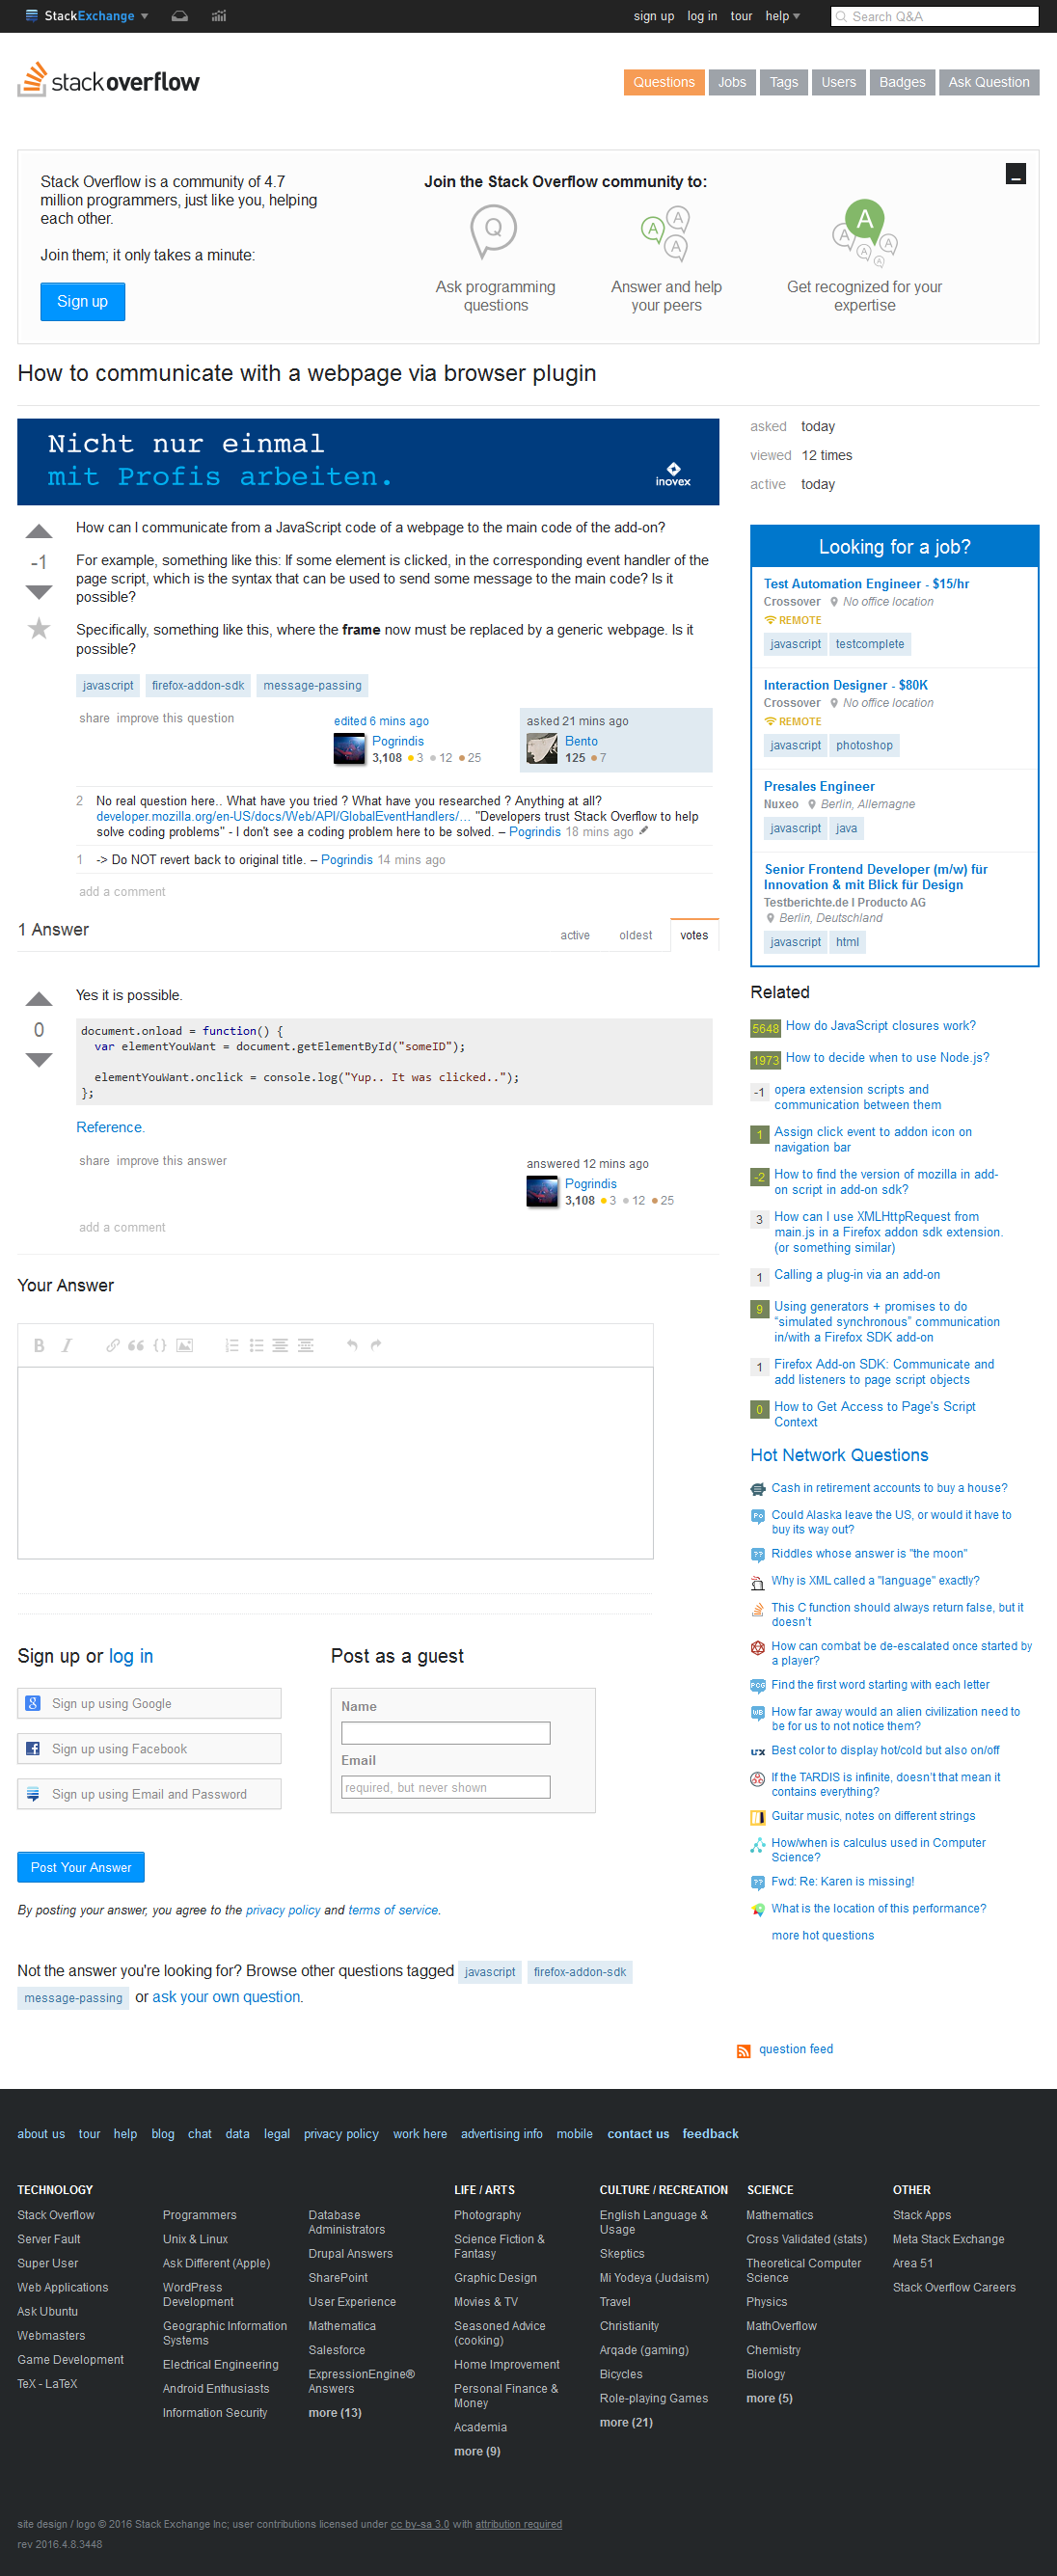 StackExchange
sign up log in tour help
Search Q&A
stackoverflow
Questions Jobs Tags Users Badges Ask Question
Stack Overflow is a community of 4.7
million programmers, just like you, helping
each other.
Join them; it only takes a minute:
Sign up
Join the Stack Overflow community to:
Q
A
A
A
A
A
A
A
A
Ask programming
questions
Answer and help
your peers
Get recognized for your
expertise
How to communicate with a webpage via browser plugin
Nicht nur einmal
mit Profis arbeiten.
inovex
-1
How can I communicate from a JavaScript code of a webpage to the main code of the add-on?
For example, something like this: If some element is clicked, in the corresponding event handler of the
page script, which is the syntax that can be used to send some message to the main code? Is it
possible?
Specifically, something like this, where the frame now must be replaced by a generic webpage. Is it
possible?
javascript firefox-addon-sdk message-passing
share improve this question
edited 6 mins ago
Pogrindis
3,108 3 12 25
asked 21 mins ago
Bento
125 7
2 No real question here.. What have you tried ? What have you researched ? Anything at all?
developer.mozilla.org/en-US/docs/Web/API/GlobalEventHandlers/… "Developers trust Stack Overflow to help
solve coding problems" - I don't see a coding problem here to be solved. – Pogrindis 18 mins ago
1 -> Do NOT revert back to original title. – Pogrindis 14 mins ago
add a comment
1 Answer
active oldest votes
0
Yes it is possible.
document.onload = function() {
var elementYouWant = document.getElementById("someID");
elementYouWant.onclick = console.log("Yup.. It was clicked..");
};
Reference.
share improve this answer
answered 12 mins ago
Pogrindis
3,108 3 12 25
add a comment
Your Answer
B I
Sign up or log in
Sign up using Google
Sign up using Facebook
Sign up using Email and Password
Post as a guest
Name
Email
required, but never shown
Post Your Answer
By posting your answer, you agree to the privacy policy and terms of service.
Not the answer you're looking for? Browse other questions tagged javascript firefox-addon-sdk
message-passing or ask your own question.
asked today
viewed 12 times
active today
Looking for a job?
Test Automation Engineer - $15/hr
Crossover No office location
REMOTE
javascript testcomplete
Interaction Designer - $80K
Crossover No office location
REMOTE
javascript photoshop
Presales Engineer
Nuxeo Berlin, Allemagne
javascript java
Senior Frontend Developer (m/w) für
Innovation & mit Blick für Design
Testberichte.de I Producto AG
Berlin, Deutschland
javascript html
Related
5648 How do JavaScript closures work?
1973 How to decide when to use Node.js?
-1 opera extension scripts and
communication between them
1 Assign click event to addon icon on
navigation bar
-2 How to find the version of mozilla in add-
on script in add-on sdk?
3 How can I use XMLHttpRequest from
main.js in a Firefox addon sdk extension.
(or something similar)
1 Calling a plug-in via an add-on
9 Using generators + promises to do
“simulated synchronous” communication
in/with a Firefox SDK add-on
1 Firefox Add-on SDK: Communicate and
add listeners to page script objects
0 How to Get Access to Page's Script
Context
Hot Network Questions
Cash in retirement accounts to buy a house?
Could Alaska leave the US, or would it have to
buy its way out?
Riddles whose answer is "the moon"
Why is XML called a "language" exactly?
This C function should always return false, but it
doesn't
How can combat be de-escalated once started by
a player?
Find the first word starting with each letter
How far away would an alien civilization need to
be for us to not notice them?
Best color to display hot/cold but also on/off
If the TARDIS is infinite, doesn't that mean it
contains everything?
Guitar music, notes on different strings
How/when is calculus used in Computer
Science?
Fwd: Re: Karen is missing!
What is the location of this performance?
more hot questions
question feed
about us tour help blog chat data legal privacy policy work here advertising info mobile contact us feedback
TECHNOLOGY
Stack Overflow
Server Fault
Super User
Web Applications
Ask Ubuntu
Webmasters
Game Development
TeX - LaTeX
Programmers
Unix & Linux
Ask Different (Apple)
WordPress
Development
Geographic Information
Systems
Electrical Engineering
Android Enthusiasts
Information Security
Database
Administrators
Drupal Answers
SharePoint
User Experience
Mathematica
Salesforce
ExpressionEngine®
Answers
more (13)
LIFE / ARTS
Photography
Science Fiction &
Fantasy
Graphic Design
Movies & TV
Seasoned Advice
(cooking)
Home Improvement
Personal Finance &
Money
Academia
more (9)
CULTURE / RECREATION
English Language &
Usage
Skeptics
Mi Yodeya (Judaism)
Travel
Christianity
Arqade (gaming)
Bicycles
Role-playing Games
more (21)
SCIENCE
Mathematics
Cross Validated (stats)
Theoretical Computer
Science
Physics
MathOverflow
Chemistry
Biology
more (5)
OTHER
Stack Apps
Meta Stack Exchange
Area 51
Stack Overflow Careers
site design / logo © 2016 Stack Exchange Inc; user contributions licensed under cc by-sa 3.0 with attribution required
rev 2016.4.8.3448